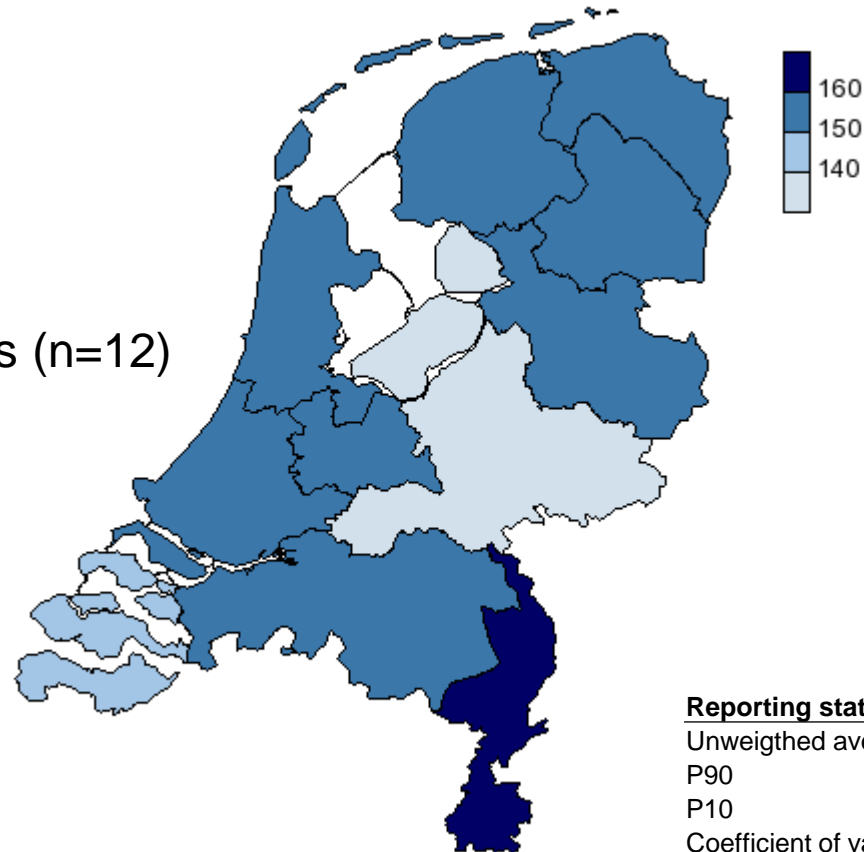 160
150
140
s (n=12)
Reporting stat
Unweigthed ave
P90
P10
Coefficient of va